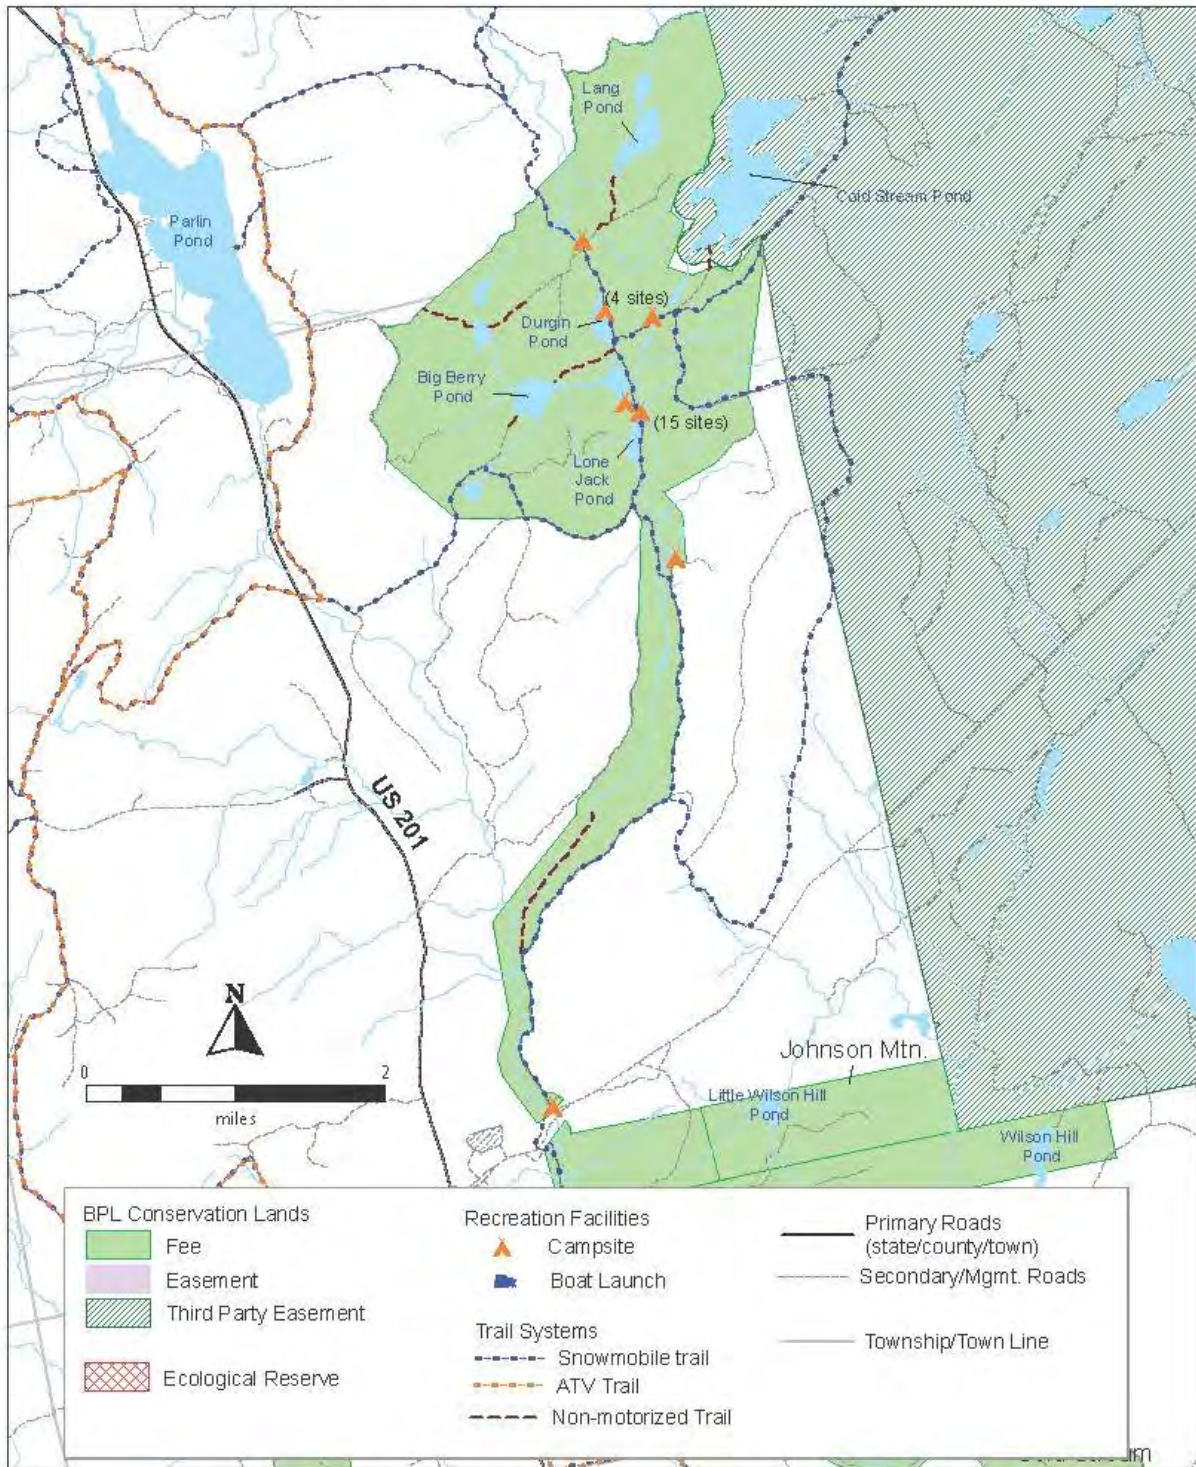 Lang
Pond
Cold Stream Pond
Parlin
Pond
(4 sites)
Durgin
Pond
Big Berry
Pond
(15 sites)
Lone
Jack
Pond
US 201
N
0
2
miles
Johnson Mtn.
Little Wilson Hill
Pond
Wilson Hill
Pond
BPL Conservation Lands
Fee
Easement
Third Party Easement
Ecological Reserve
Recreation Facilities
Campsite
Boat Launch
Trail Systems
Snowmobile trail
ATV Trail
Non-motorized Trail
Primary Roads
(state/county/town)
Secondary/Mgmt. Roads
Township/Town Line